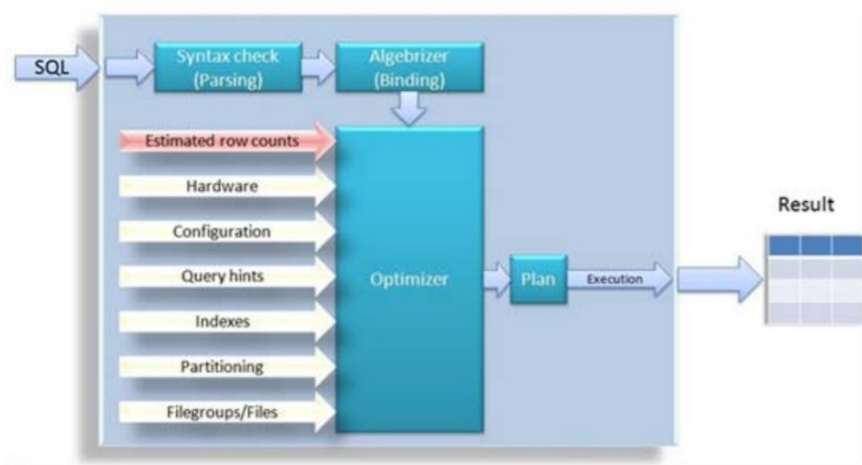 SQL
Syntax check
(Parsing)
Algebrizer
(Binding)
Estimated row counts
Hardware
Configuration
Query hints
Indexes
Partitioning
Filegroups/Files
Optimizer
Plan
Execution
Result